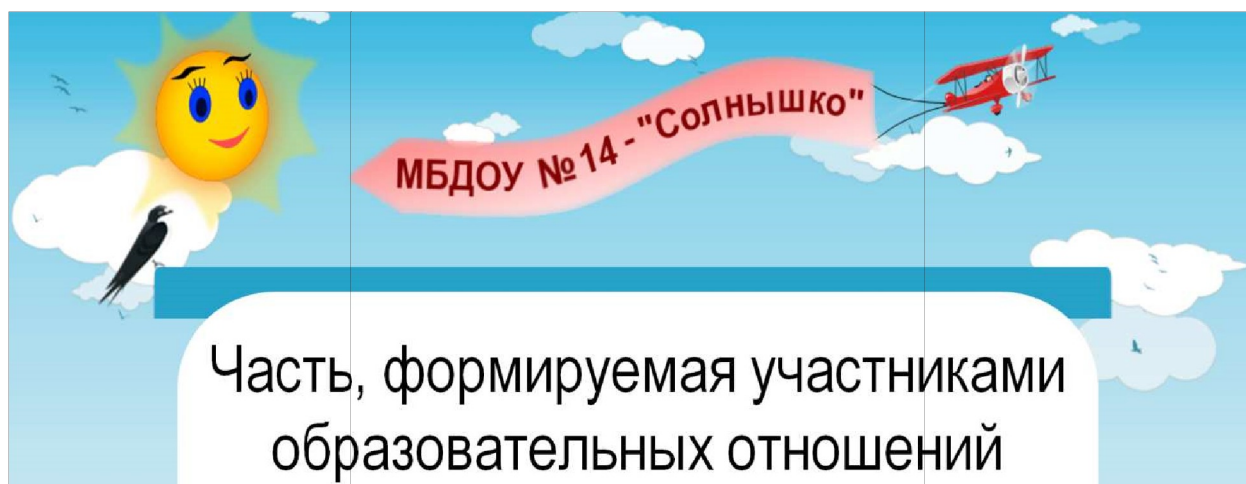 МБДОУ №14 - "Солнышко"
Часть, формируемая участниками
образовательных отношений